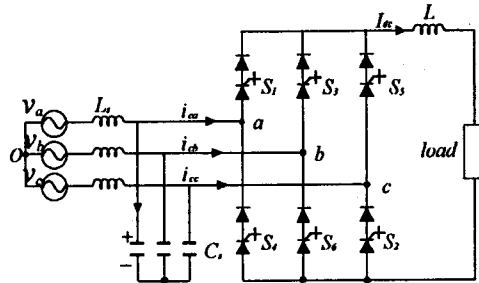 I_dc L
S_1 S_3 S_5
v_a L_s i_ca a
O v_b i_cb b load
v_c i_cc c
+ C_s S_4 S_6 S_2
−